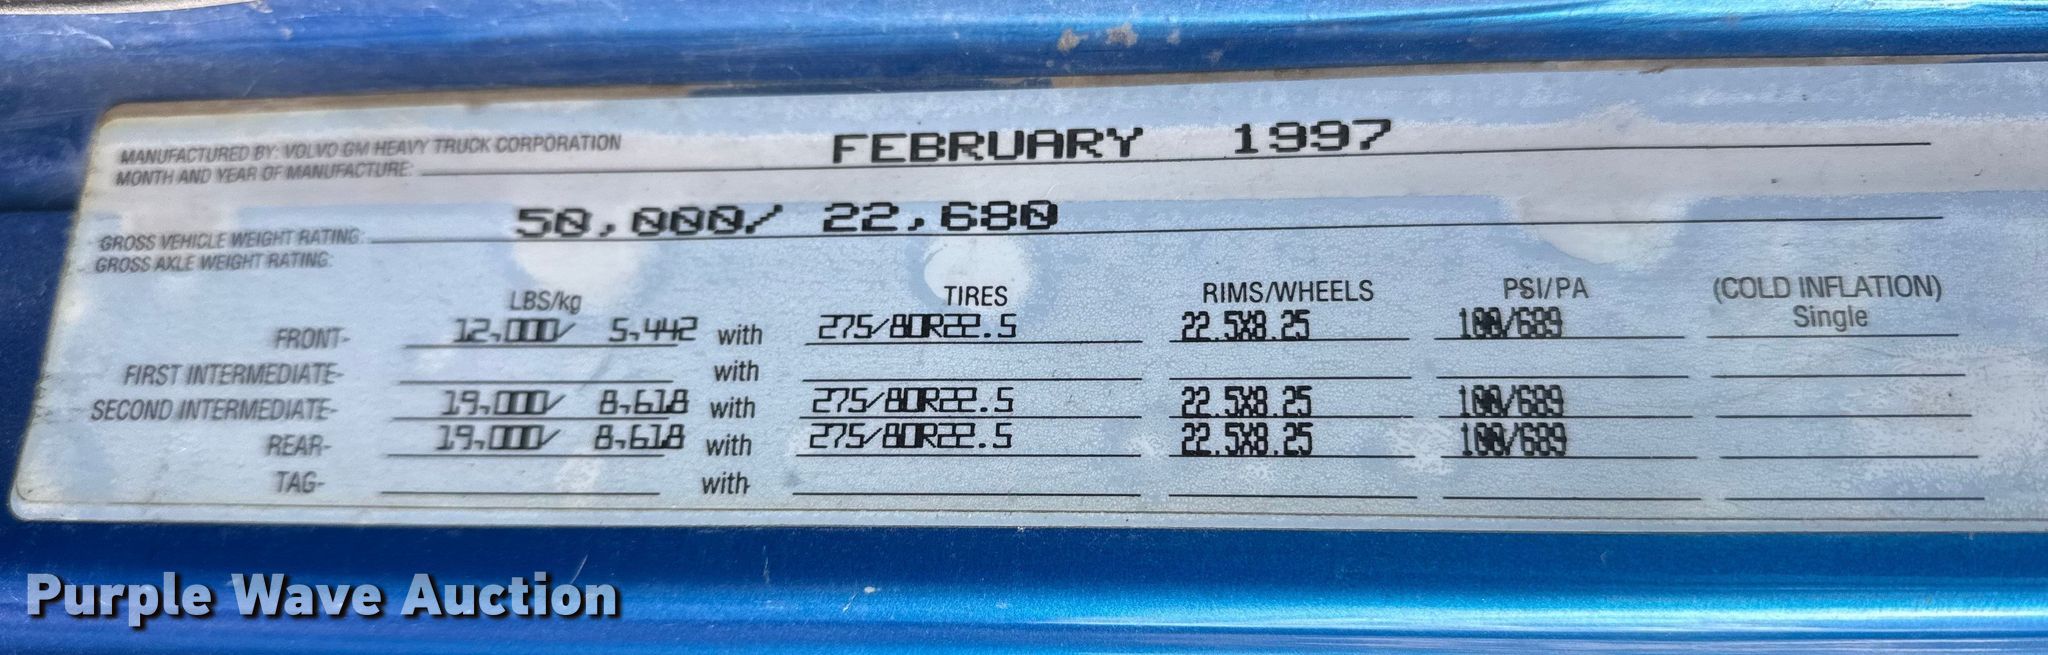 MANUFACTURED BY: VOLVO GM HEAVY TRUCK CORPORATION
MONTH AND YEAR OF MANUFACTURE: FEBRUARY 1997
GROSS VEHICLE WEIGHT RATING: 50,000/ 22,680
GROSS AXLE WEIGHT RATING:
LBS/kg TIRES RIMS/WHEELS PSI/PA (COLD INFLATION)
FRONT- 12,000/ 5,442 with 275/80R22.5 22.5X8.25 100/689 Single
FIRST INTERMEDIATE- with
SECOND INTERMEDIATE- 19,000/ 8,618 with 275/80R22.5 22.5X8.25 100/689
REAR- 19,000/ 8,618 with 275/80R22.5 22.5X8.25 100/689
TAG- with
Purple Wave Auction